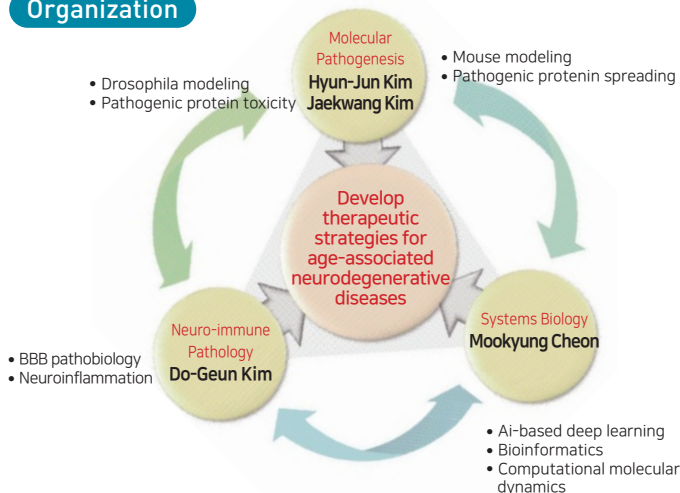 Organization
Molecular
Pathogenesis
Hyun-Jun Kim
Jaekwang Kim
• Drosophila modeling
• Pathogenic protein toxicity
• Mouse modeling
• Pathogenic protenin spreading
Develop
therapeutic
strategies for
age-associated
neurodegenerative
diseases
Neuro-immune
Pathology
Do-Geun Kim
• BBB pathobiology
• Neuroinflammation
Systems Biology
Mookyung Cheon
• Ai-based deep learning
• Bioinformatics
• Computational molecular
dynamics